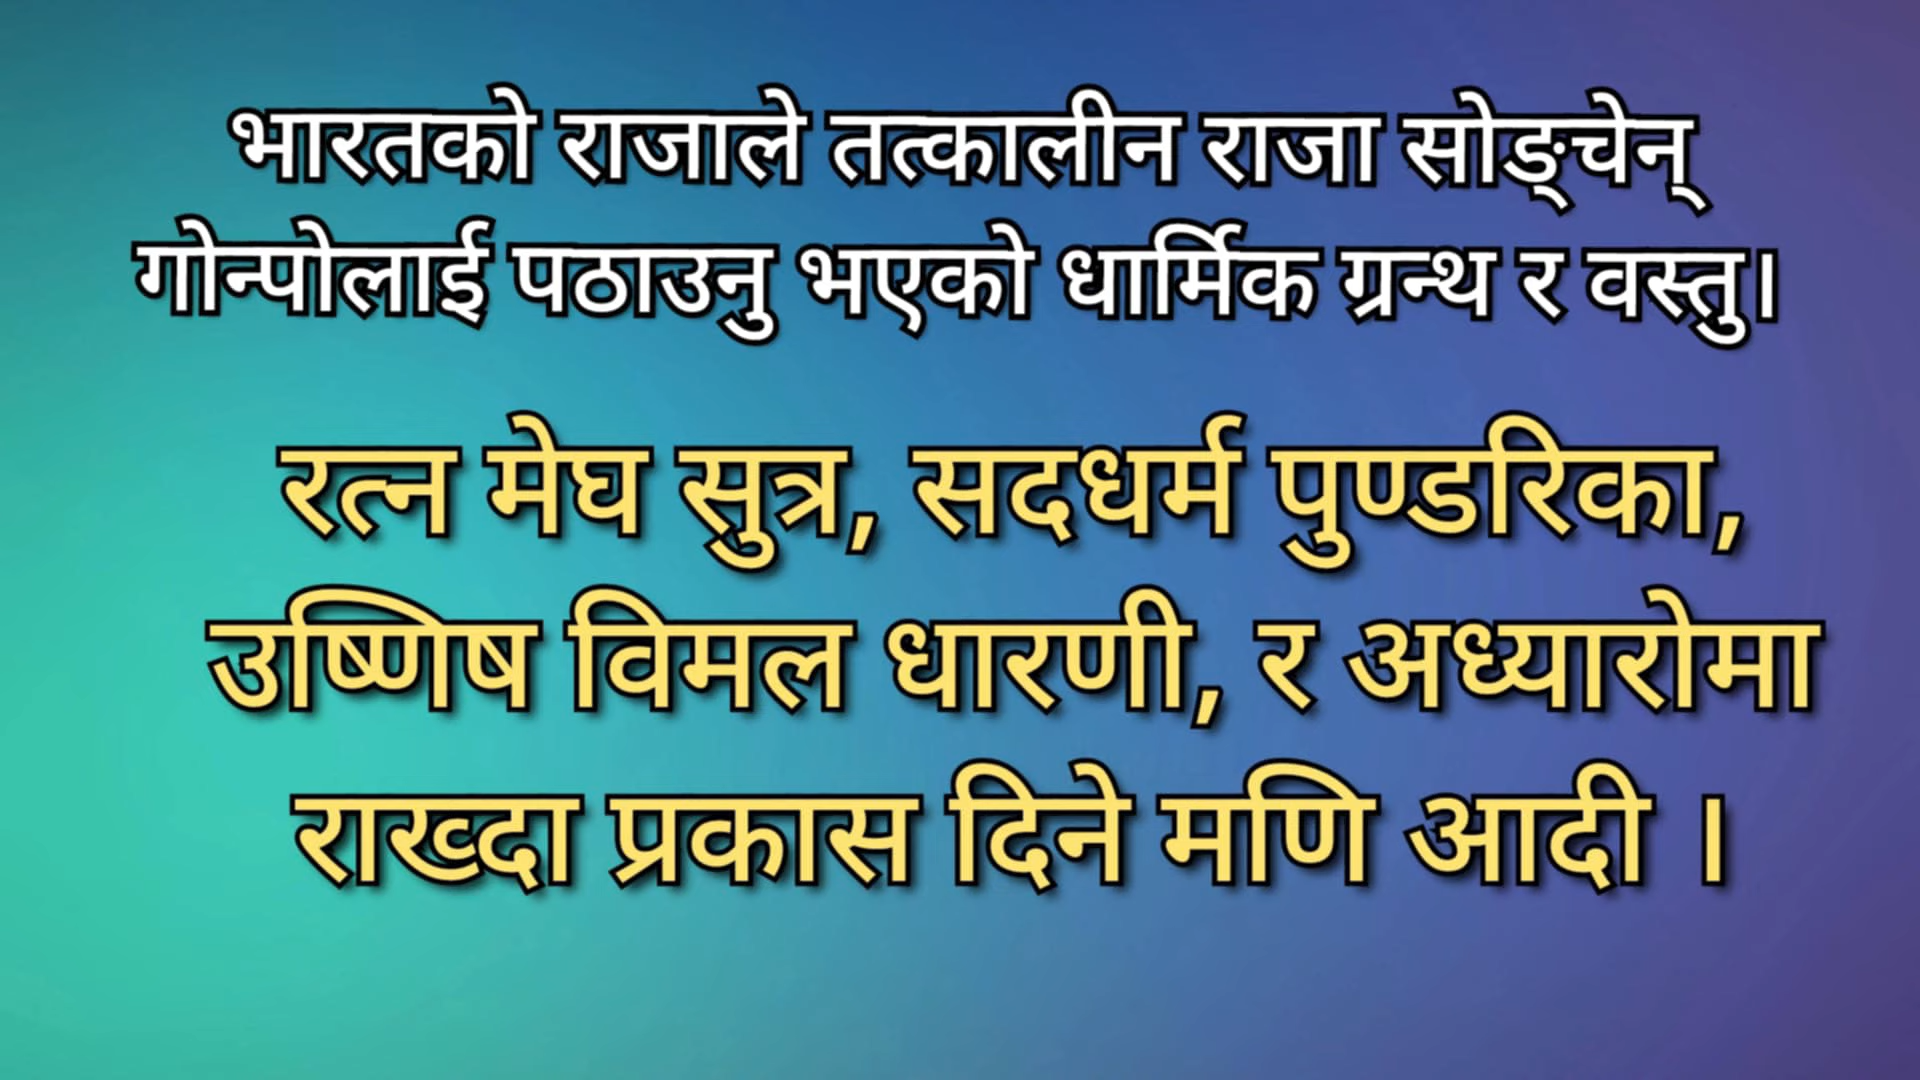 भारतको राजाले तत्कालीन राजा सोङ्चेन्
गोन्पोलाई पठाउनु भएको धार्मिक ग्रन्थ र वस्तु।
रत्न मेघ सुत्र, सदधर्म पुण्डरिका,
उष्णिष विमल धारणी, र अध्यारोमा
राख्दा प्रकास दिने मणि आदी ।